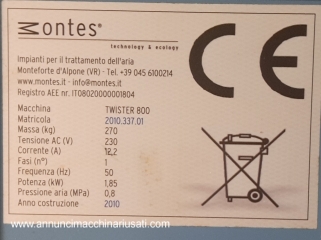 Montes®
technology & ecology
Impianti per il trattamento dell'aria
Monteforte d'Alpone (VR) - Tel. +39 045 6100214
www.montes.it - info@montes.it
Registro AEE nr. IT08020000001804
Macchina TWISTER 800
Matricola 2010.337.01
Massa (kg) 270
Tensione AC (V) 230
Corrente (A) 12,2
Fasi (n°) 1
Frequenza (Hz) 50
Potenza (kW) 1,85
Pressione aria (MPa) 0,8
Anno costruzione 2010
CE
www.annuncimacchinariusati.com